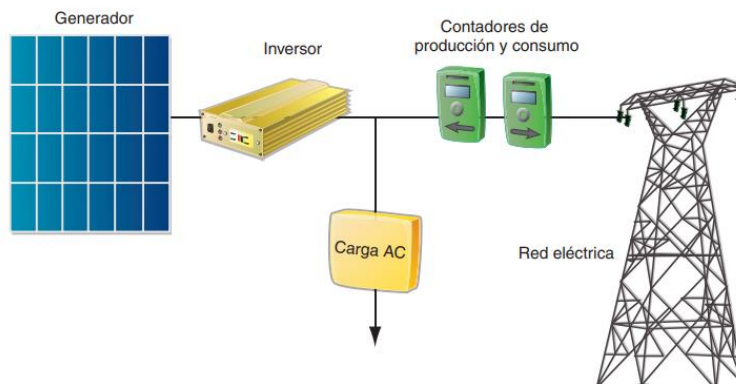 Generador
Inversor
Contadores de
producción y consumo
Carga AC
Red eléctrica